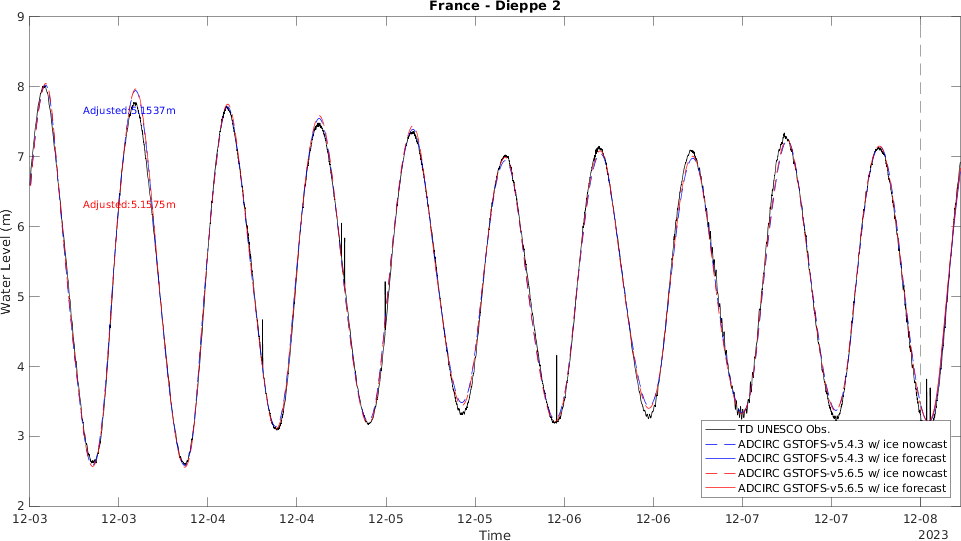 France - Dieppe 2
9
8
7
6
5
4
3
2
Water Level (m)
Adjusted:5.1537m
Adjusted:5.1575m
TD UNESCO Obs.
ADCIRC GSTOFS-v5.4.3 w/ ice nowcast
ADCIRC GSTOFS-v5.4.3 w/ ice forecast
ADCIRC GSTOFS-v5.6.5 w/ ice nowcast
ADCIRC GSTOFS-v5.6.5 w/ ice forecast
12-03 12-03 12-04 12-04 12-05 12-05 12-06 12-06 12-07 12-07 12-08
Time
2023